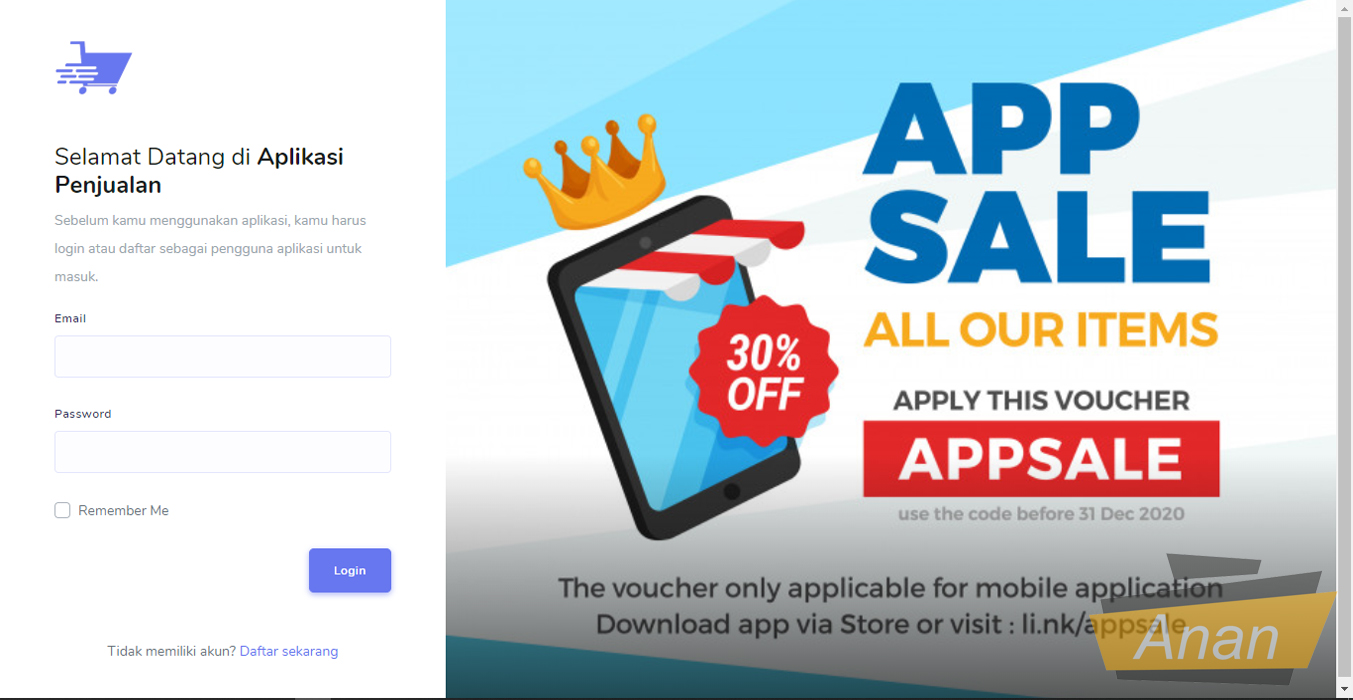 Selamat Datang di Aplikasi
Penjualan
Sebelum kamu menggunakan aplikasi, kamu harus
login atau daftar sebagai pengguna aplikasi untuk
masuk.
Email
Password
Remember Me
Login
Tidak memiliki akun? Daftar sekarang
APP
SALE
ALL OUR ITEMS
30%
OFF
APPLY THIS VOUCHER
APPSALE
use the code before 31 Dec 2020
The voucher only applicable for mobile application
Download app via Store or visit : li.nk/appsale
Anan